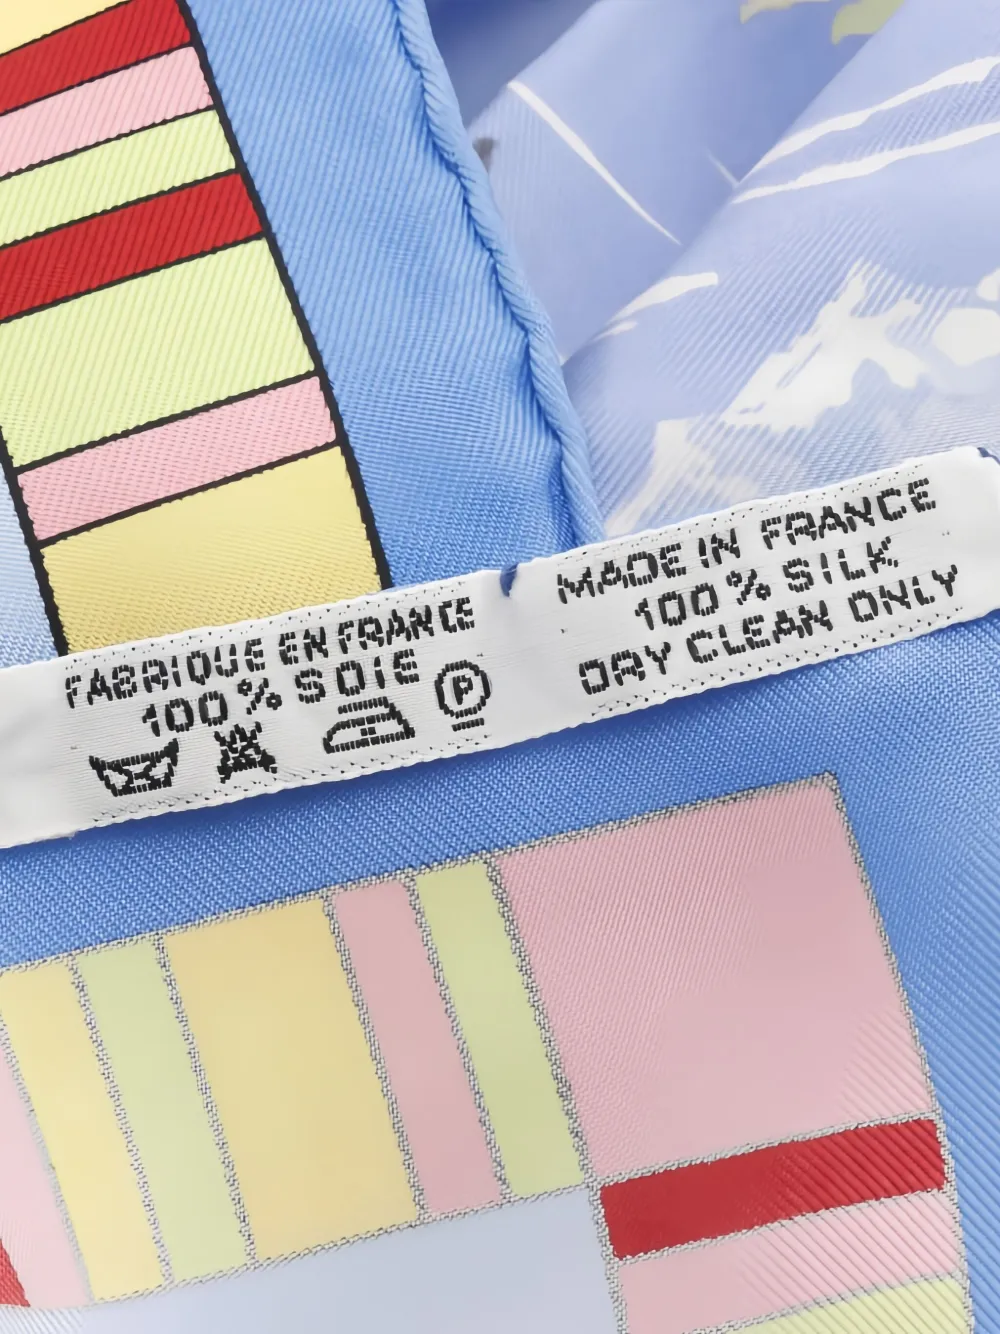 FABRIQUE EN FRANCE
100% SOIE
P
MADE IN FRANCE
100% SILK
DRY CLEAN ONLY